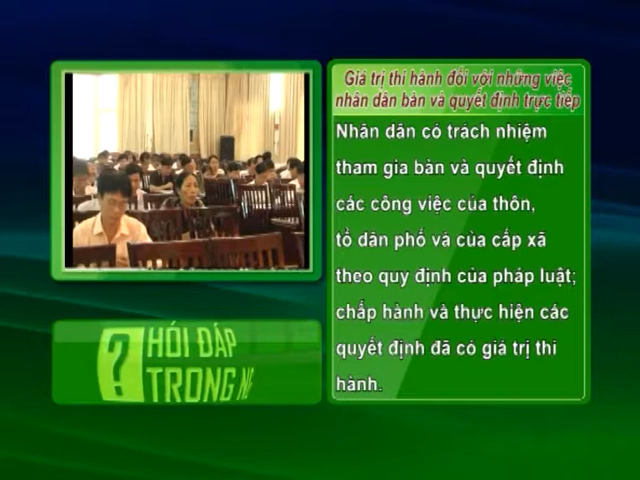 Giá trị thi hành đối với những việc
nhân dân bàn và quyết định trực tiếp
Nhân dân có trách nhiệm
tham gia bàn và quyết định
các công việc của thôn,
tổ dân phố và của cấp xã
theo quy định của pháp luật;
chấp hành và thực hiện các
quyết định đã có giá trị thi
hành.
? HỎI ĐÁP
TRONG